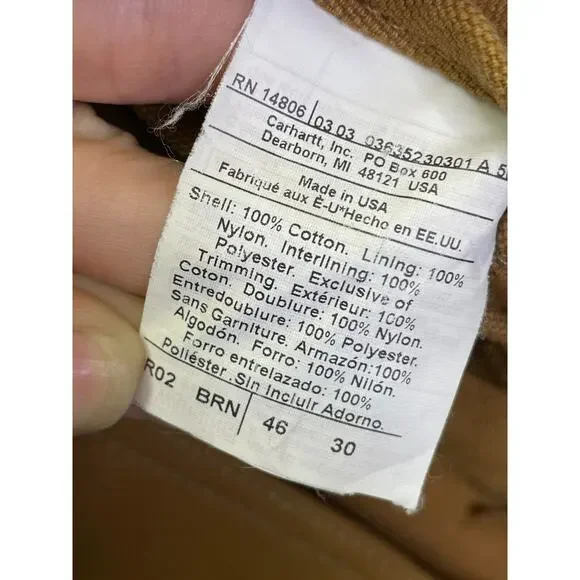 RN 14806 03 03 03635230301 A
Carhartt, Inc. PO Box 600
Dearborn, MI 48121 USA
Made in USA
Fabriqué aux É-U*Hecho en EE.UU.
Shell: 100% Cotton. Lining: 100%
Nylon. Interlining: 100%
Polyester. Exclusive of
Trimming. Extérieur: 100%
Coton. Doublure: 100% Nylon.
Entredoublure: 100% Polyester.
Sans Garniture. Armazón:100%
Algodón. Forro: 100% Nilón.
Forro entrelazado: 100%
Poliéster .Sin Incluir Adorno.
R02 BRN 46 30